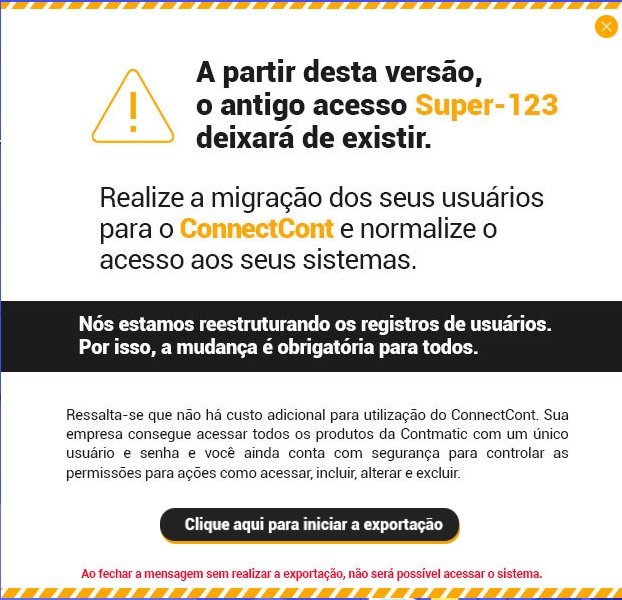 A partir desta versão,
o antigo acesso Super-123
deixará de existir.
Realize a migração dos seus usuários
para o ConnectCont e normalize o
acesso aos seus sistemas.
Nós estamos reestruturando os registros de usuários.
Por isso, a mudança é obrigatória para todos.
Ressalta-se que não há custo adicional para utilização do ConnectCont. Sua
empresa consegue acessar todos os produtos da Contmatic com um único
usuário e senha e você ainda conta com segurança para controlar as
permissões para ações como acessar, incluir, alterar e excluir.
Clique aqui para iniciar a exportação
Ao fechar a mensagem sem realizar a exportação, não será possível acessar o sistema.